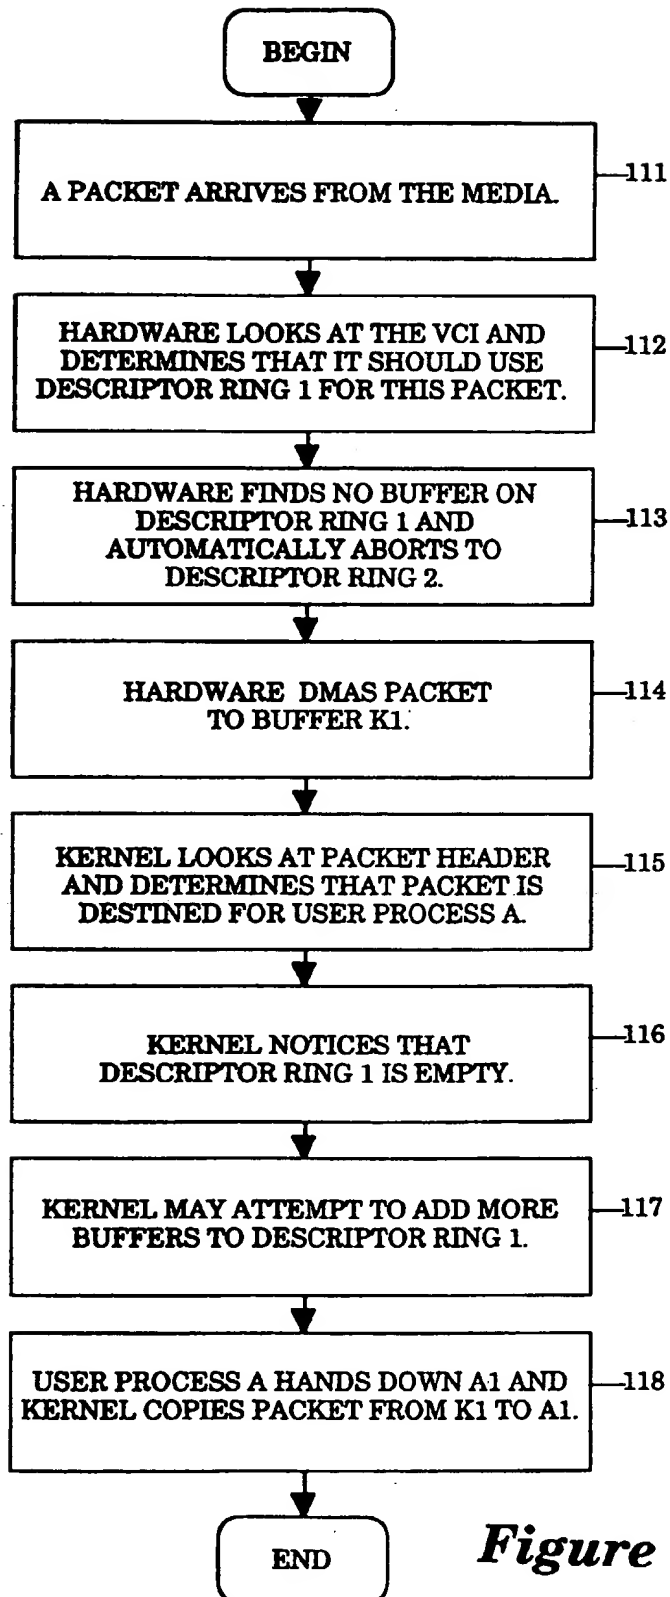 BEGIN
A PACKET ARRIVES FROM THE MEDIA.
111
HARDWARE LOOKS AT THE VCI AND
DETERMINES THAT IT SHOULD USE
DESCRIPTOR RING 1 FOR THIS PACKET.
112
HARDWARE FINDS NO BUFFER ON
DESCRIPTOR RING 1 AND
AUTOMATICALLY ABORTS TO
DESCRIPTOR RING 2.
113
HARDWARE DMAS PACKET
TO BUFFER K1.
114
KERNEL LOOKS AT PACKET HEADER
AND DETERMINES THAT PACKET IS
DESTINED FOR USER PROCESS A.
115
KERNEL NOTICES THAT
DESCRIPTOR RING 1 IS EMPTY.
116
KERNEL MAY ATTEMPT TO ADD MORE
BUFFERS TO DESCRIPTOR RING 1.
117
USER PROCESS A HANDS DOWN A1 AND
KERNEL COPIES PACKET FROM K1 TO A1.
118
END
Figure